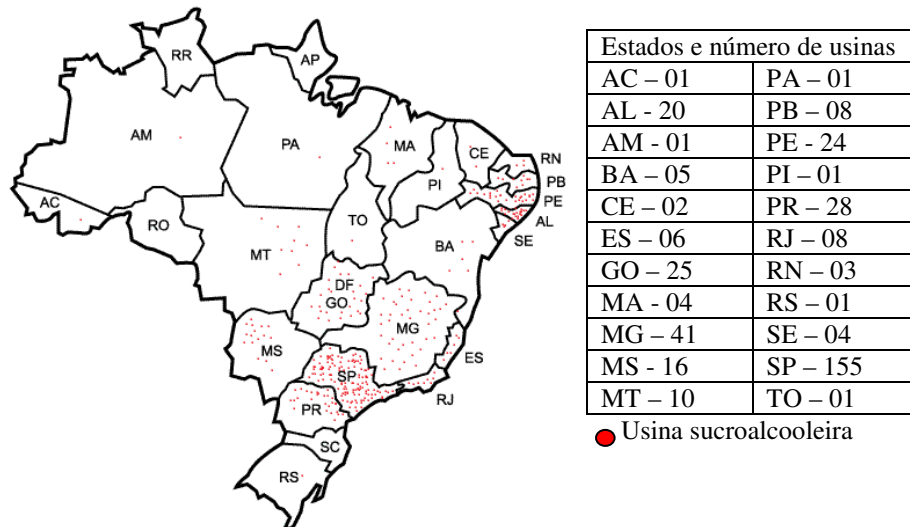 RR
AP
AM
PA
MA
CE
RN
PB
PE
AL
SE
PI
AC
RO
TO
MT
BA
DF
GO
MG
MS
ES
SP
RJ
PR
SC
RS
Estados e número de usinas
AC – 01 PA – 01
AL - 20 PB – 08
AM - 01 PE - 24
BA – 05 PI – 01
CE – 02 PR – 28
ES – 06 RJ – 08
GO – 25 RN – 03
MA - 04 RS – 01
MG – 41 SE – 04
MS - 16 SP – 155
MT – 10 TO – 01
Usina sucroalcooleira